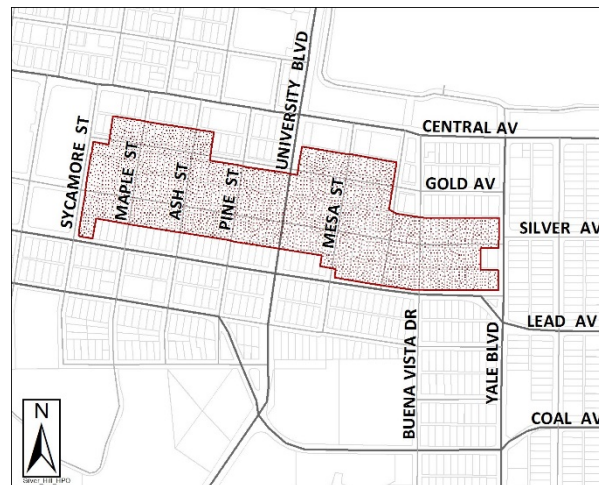 UNIVERSITY BLVD
CENTRAL AV
SYCAMORE ST
MAPLE ST
ASH ST
PINE ST
MESA ST
GOLD AV
SILVER AV
LEAD AV
BUENA VISTA DR
YALE BLVD
COAL AV
N
Silver_Hill_HPO